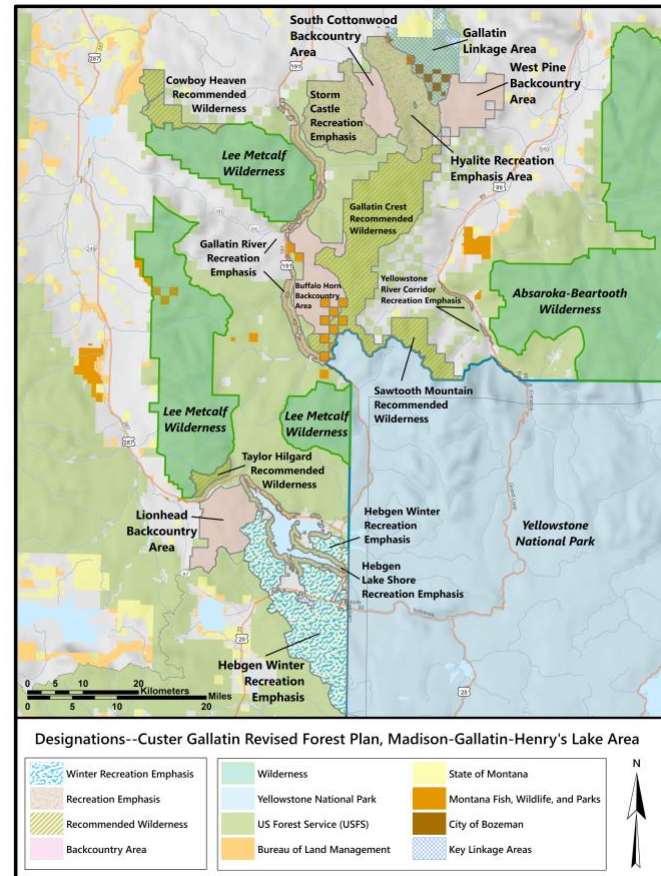 South Cottonwood
Backcountry
Area
Gallatin
Linkage Area
West Pine
Backcountry
Area
Cowboy Heaven
Recommended
Wilderness
Storm
Castle
Recreation
Emphasis
Lee Metcalf
Wilderness
Hyalite Recreation
Emphasis Area
Gallatin Crest
Recommended
Wilderness
Gallatin River
Recreation
Emphasis
Buffalo Horn
Backcountry
Area
Yellowstone
River Corridor
Recreation Emphasis
Absaroka-Beartooth
Wilderness
Sawtooth Mountain
Recommended
Wilderness
Lee Metcalf
Wilderness
Lee Metcalf
Wilderness
Taylor Hilgard
Recommended
Wilderness
Lionhead
Backcountry
Area
Hebgen Winter
Recreation
Emphasis
Yellowstone
National Park
Hebgen
Lake Shore
Recreation Emphasis
Hebgen Winter
Recreation
Emphasis
287
191
89
191
287
20
20
0 5 10 20
Kilometers
Miles
0 5 10 20
Designations--Custer Gallatin Revised Forest Plan, Madison-Gallatin-Henry's Lake Area
Winter Recreation Emphasis
Recreation Emphasis
Recommended Wilderness
Backcountry Area
Wilderness
Yellowstone National Park
US Forest Service (USFS)
Bureau of Land Management
State of Montana
Montana Fish, Wildlife, and Parks
City of Bozeman
Key Linkage Areas
N